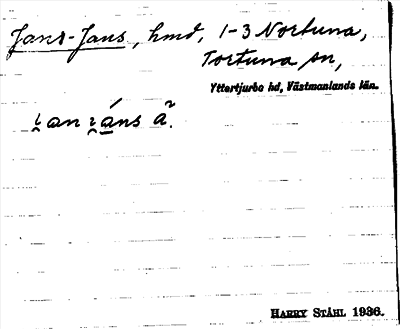 Jans-Jans, hmd, 1-3 Nortuna,
Tortuna sn,
Yttertjurbo hd, Västmanlands län.
HARRY STÅHL 1936.